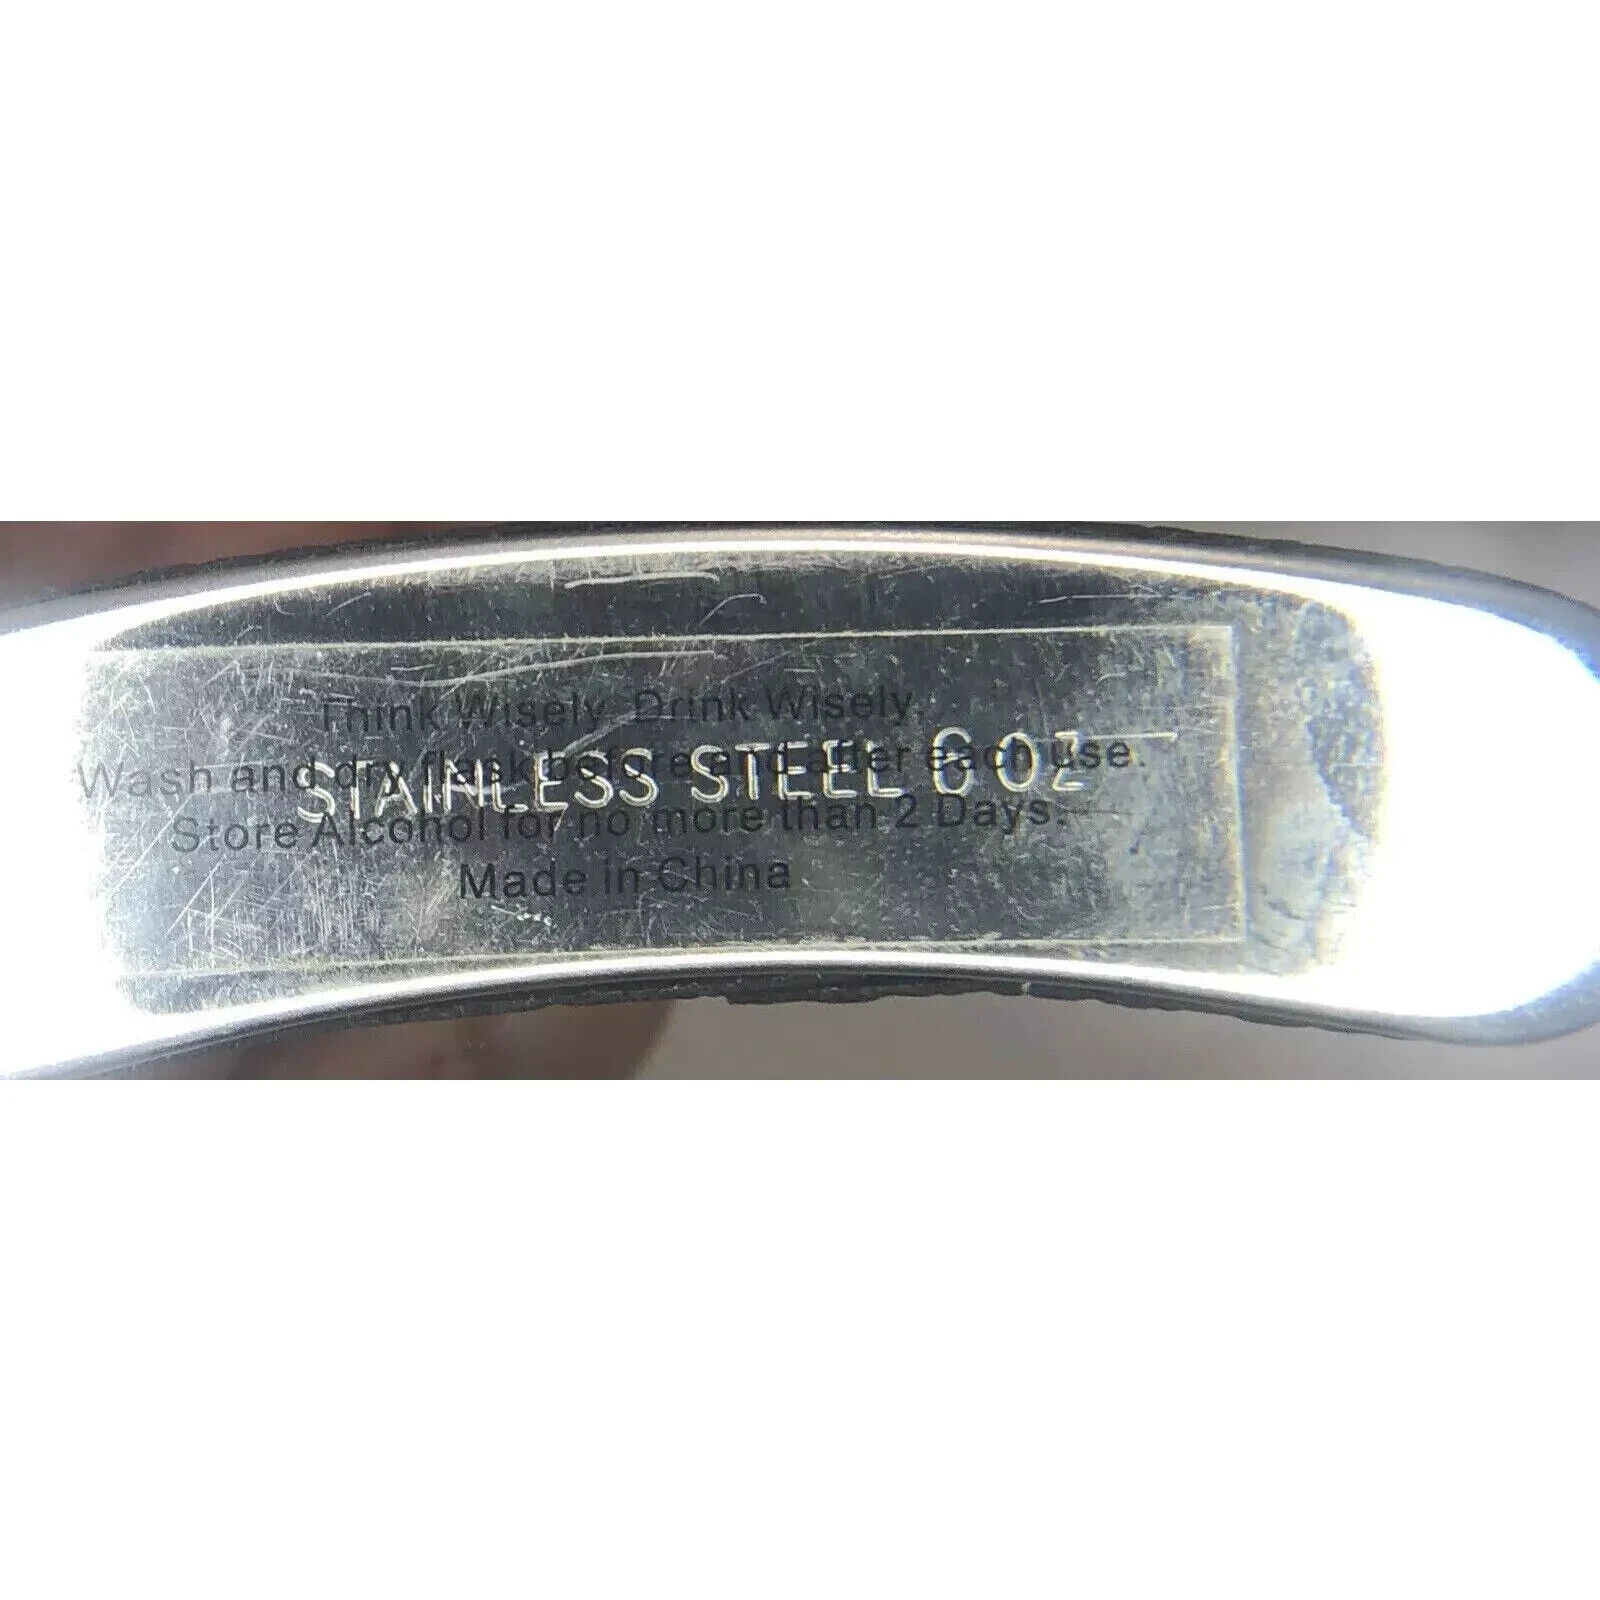 Think Wisely. Drink Wisely.
Wash and dry flask before and after each use.
STAINLESS STEEL 6 OZ
Store Alcohol for no more than 2 Days.
Made in China